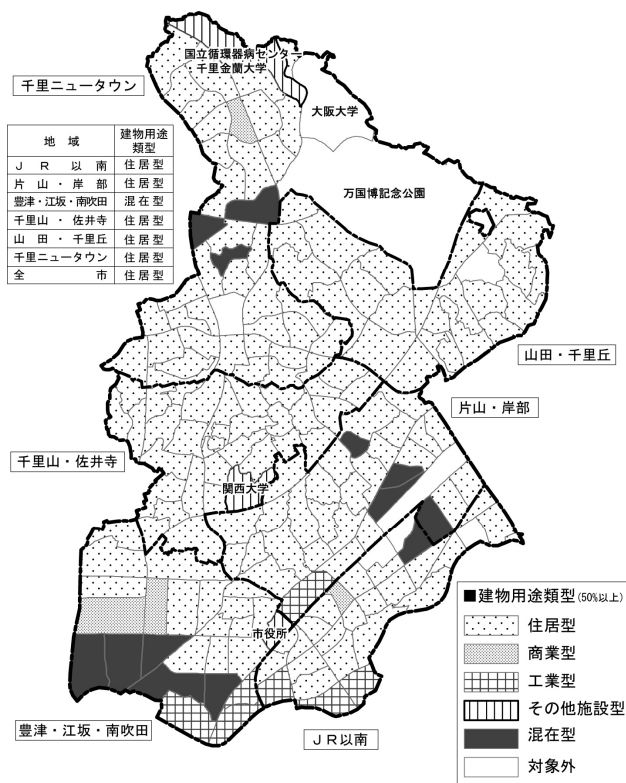 国立循環器病センター
・千里金蘭大学
千里ニュータウン
大阪大学
地域 建物用途類型
ＪＲ以南 住居型
片山・岸部 住居型
豊津・江坂・南吹田 混在型
千里山・佐井寺 住居型
山田・千里丘 住居型
千里ニュータウン 住居型
全市 住居型
万国博記念公園
山田・千里丘
片山・岸部
千里山・佐井寺
関西大学
市役所
豊津・江坂・南吹田
ＪＲ以南
■建物用途類型(50%以上)
住居型
商業型
工業型
その他施設型
混在型
対象外